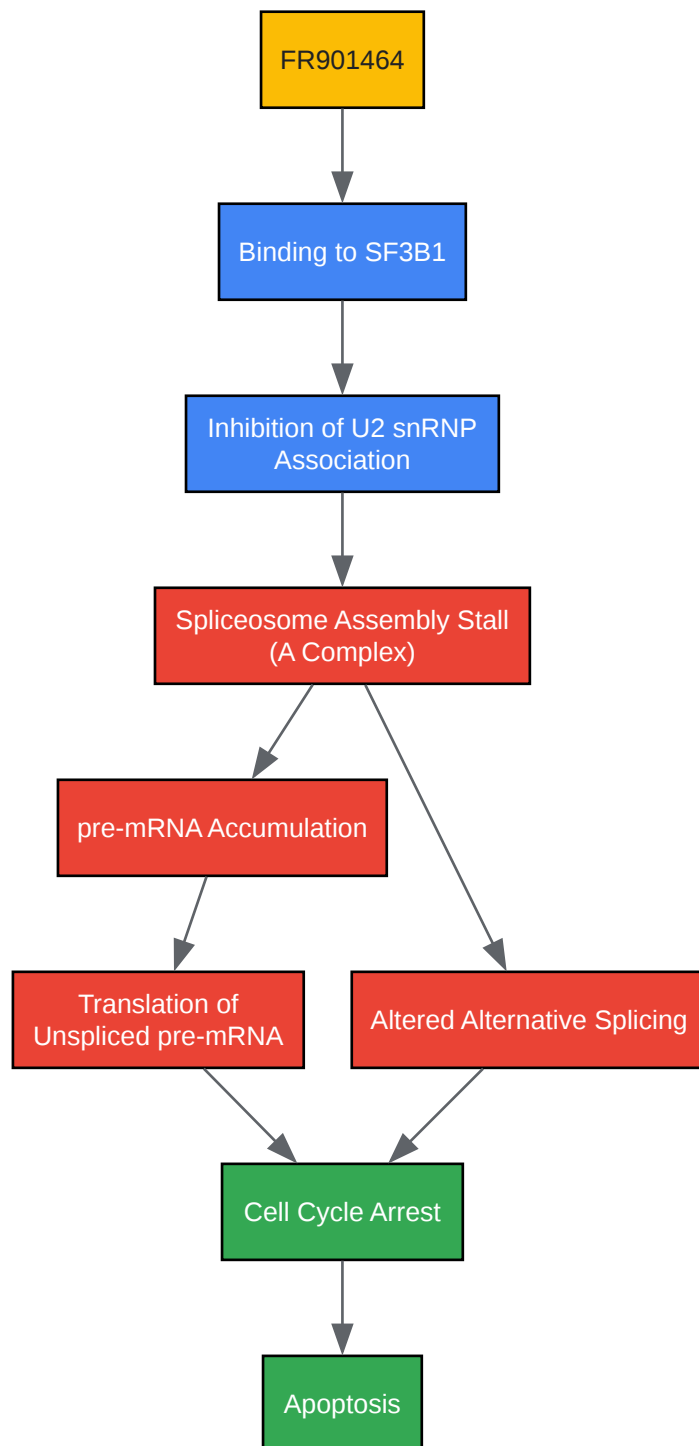 FR901464
Binding to SF3B1
Inhibition of U2 snRNP
Association
Spliceosome Assembly Stall
(A Complex)
pre-mRNA Accumulation
Translation of
Unspliced pre-mRNA
Altered Alternative Splicing
Cell Cycle Arrest
Apoptosis